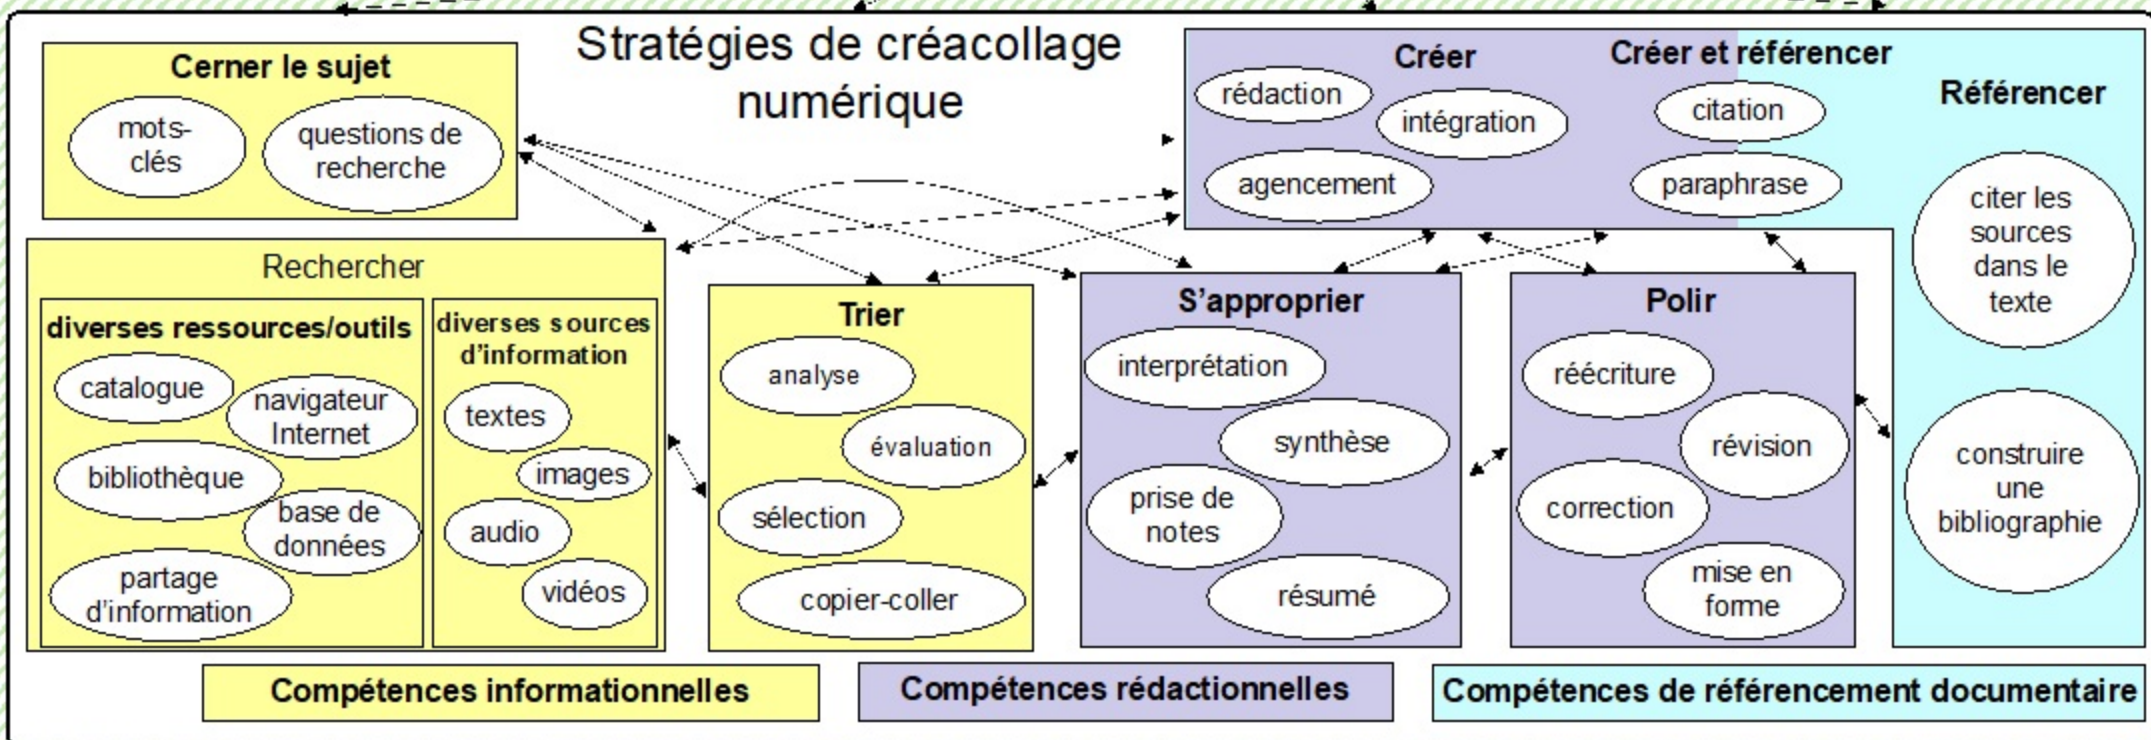 Stratégies de créacollage
numérique
Cerner le sujet
mots-
clés
questions de
recherche
Rechercher
diverses ressources/outils
catalogue
navigateur
Internet
bibliothèque
base de
données
partage
d'information
diverses sources
d'information
textes
images
audio
vidéos
Trier
analyse
évaluation
sélection
copier-coller
S'approprier
interprétation
synthèse
prise de
notes
résumé
Polir
réécriture
révision
correction
mise en
forme
Créer
rédaction
intégration
agencement
Créer et référencer
citation
paraphrase
Référencer
citer les
sources
dans le
texte
construire
une
bibliographie
Compétences informationnelles
Compétences rédactionnelles
Compétences de référencement documentaire